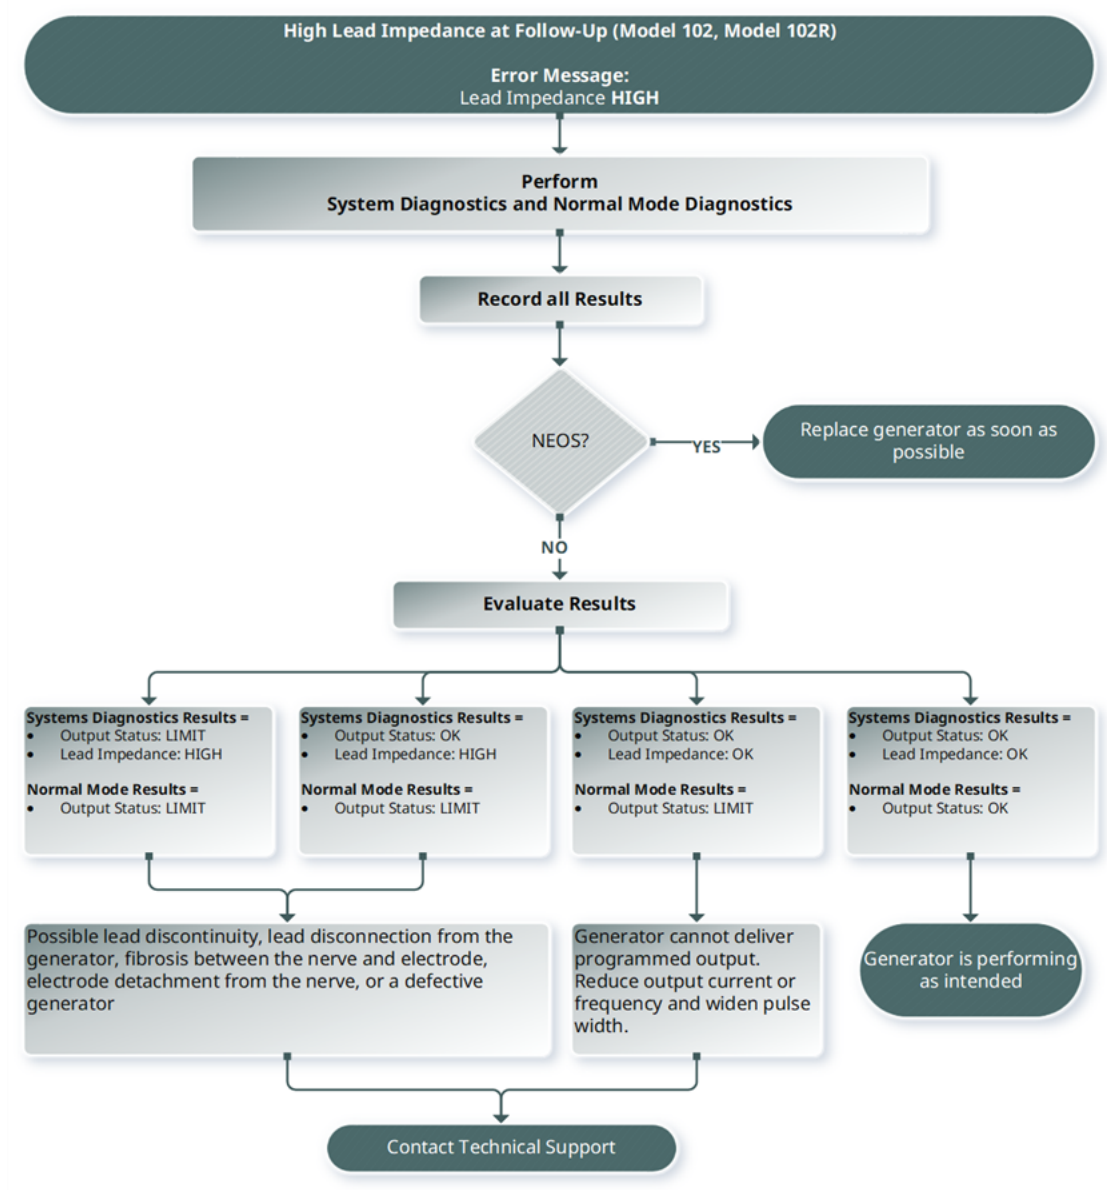 High Lead Impedance at Follow-Up (Model 102, Model 102R)
Error Message:
Lead Impedance HIGH
Perform
System Diagnostics and Normal Mode Diagnostics
Record all Results
NEOS?
YES
Replace generator as soon as
possible
NO
Evaluate Results
Systems Diagnostics Results =
• Output Status: LIMIT
• Lead Impedance: HIGH
Normal Mode Results =
• Output Status: LIMIT
Systems Diagnostics Results =
• Output Status: OK
• Lead Impedance: HIGH
Normal Mode Results =
• Output Status: LIMIT
Systems Diagnostics Results =
• Output Status: OK
• Lead Impedance: OK
Normal Mode Results =
• Output Status: LIMIT
Systems Diagnostics Results =
• Output Status: OK
• Lead Impedance: OK
Normal Mode Results =
• Output Status: OK
Possible lead discontinuity, lead disconnection from the
generator, fibrosis between the nerve and electrode,
electrode detachment from the nerve, or a defective
generator
Generator cannot deliver
programmed output.
Reduce output current or
frequency and widen pulse
width.
Generator is performing
as intended
Contact Technical Support